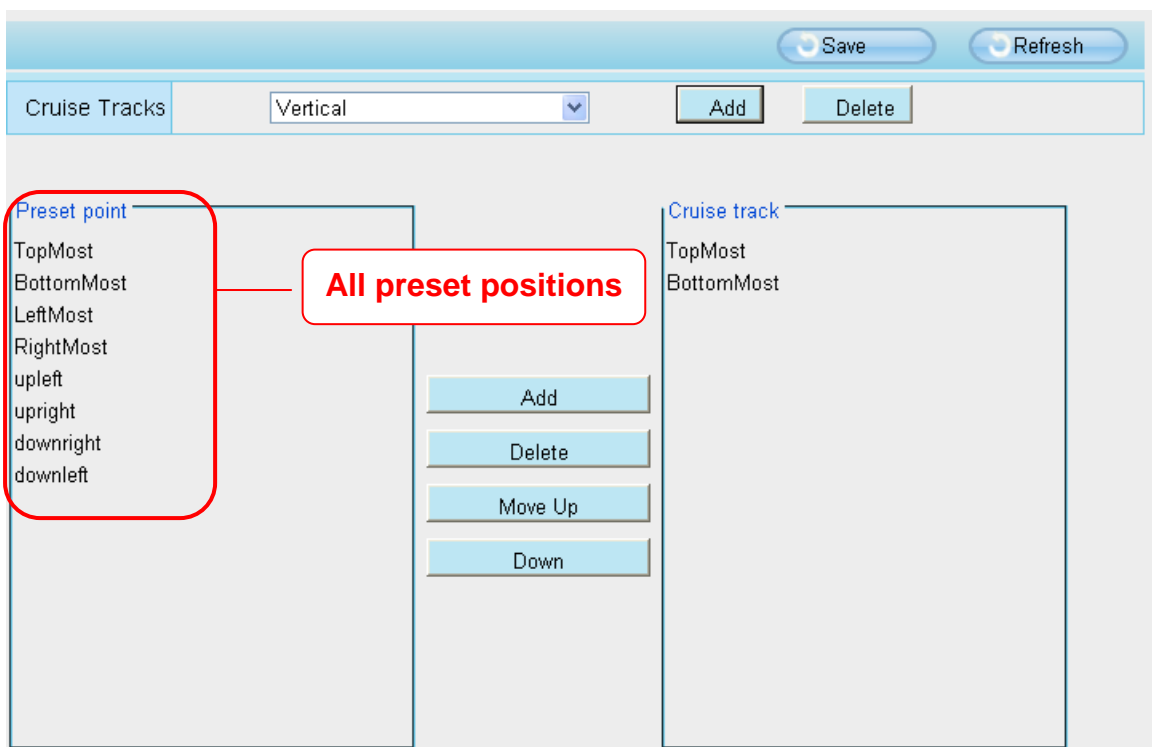 Save Refresh
Cruise Tracks Vertical Add Delete
Preset point
TopMost
BottomMost
LeftMost
RightMost
upleft
upright
downright
downleft
All preset positions
Add
Delete
Move Up
Down
Cruise track
TopMost
BottomMost